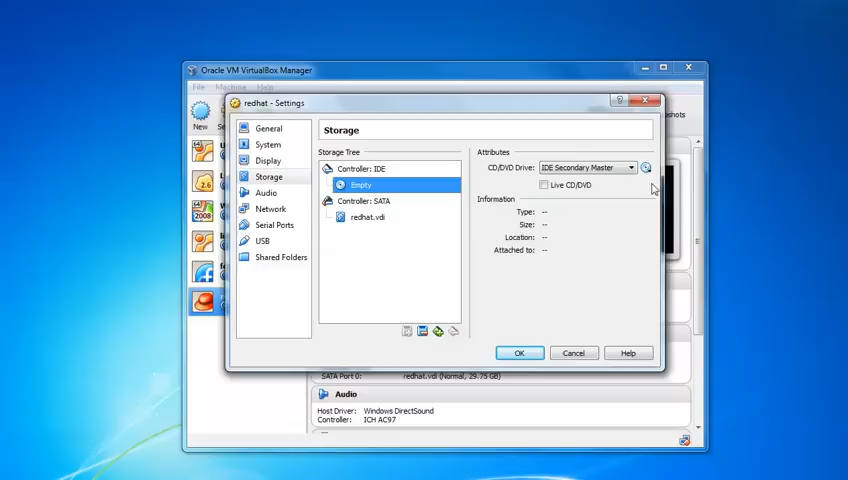 Oracle VM VirtualBox Manager
File Machine Help
New
redhat - Settings
General
System
Display
Storage
Audio
Network
Serial Ports
USB
Shared Folders
Storage
Storage Tree
Controller: IDE
Empty
Controller: SATA
redhat.vdi
Attributes
CD/DVD Drive: IDE Secondary Master
Live CD/DVD
Information
Type: --
Size: --
Location: --
Attached to: --
OK Cancel Help
SATA Port 0: redhat.vdi (Normal, 29.75 GB)
Audio
Host Driver: Windows DirectSound
Controller: ICH AC97